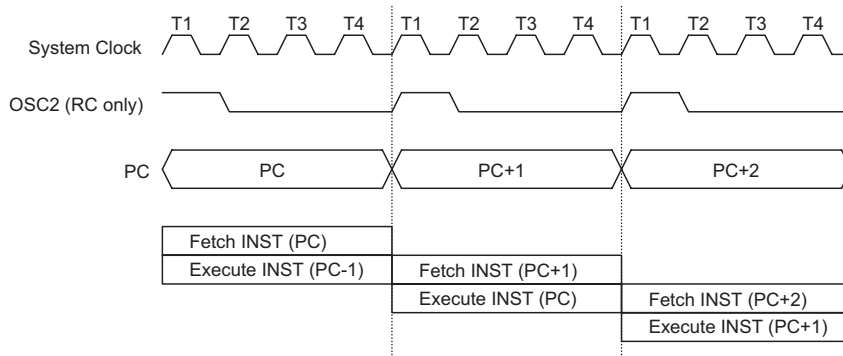 T1 T2 T3 T4 T1 T2 T3 T4 T1 T2 T3 T4
System Clock
OSC2 (RC only)
PC PC PC+1 PC+2
Fetch INST (PC)
Execute INST (PC-1) Fetch INST (PC+1)
Execute INST (PC) Fetch INST (PC+2)
Execute INST (PC+1)